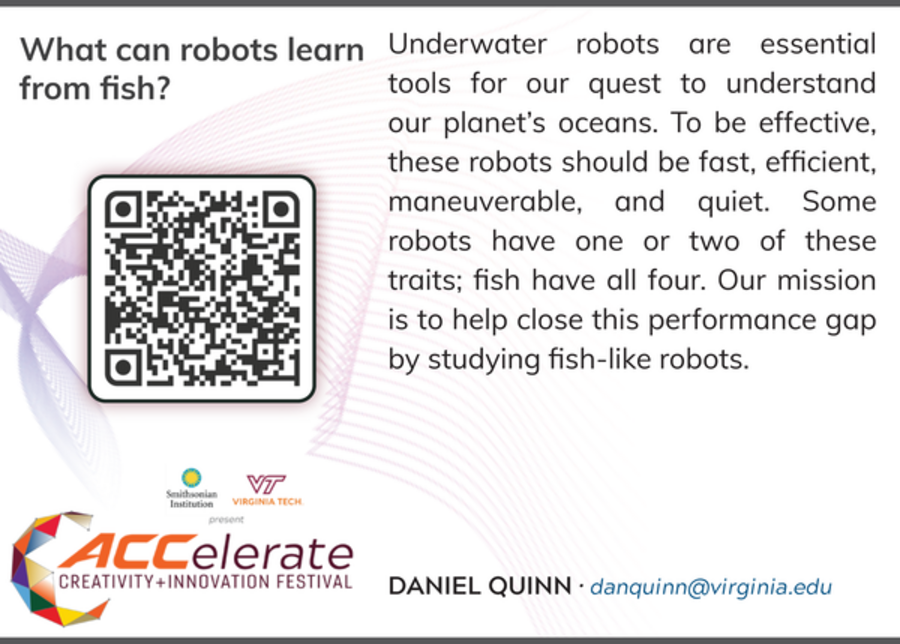 What can robots learn
from fish?
Underwater robots are essential
tools for our quest to understand
our planet's oceans. To be effective,
these robots should be fast, efficient,
maneuverable, and quiet. Some
robots have one or two of these
traits; fish have all four. Our mission
is to help close this performance gap
by studying fish-like robots.
Smithsonian
Institution
VT
VIRGINIA TECH.
present
ACCelerate
CREATIVITY+INNOVATION FESTIVAL
DANIEL QUINN · danquinn@virginia.edu